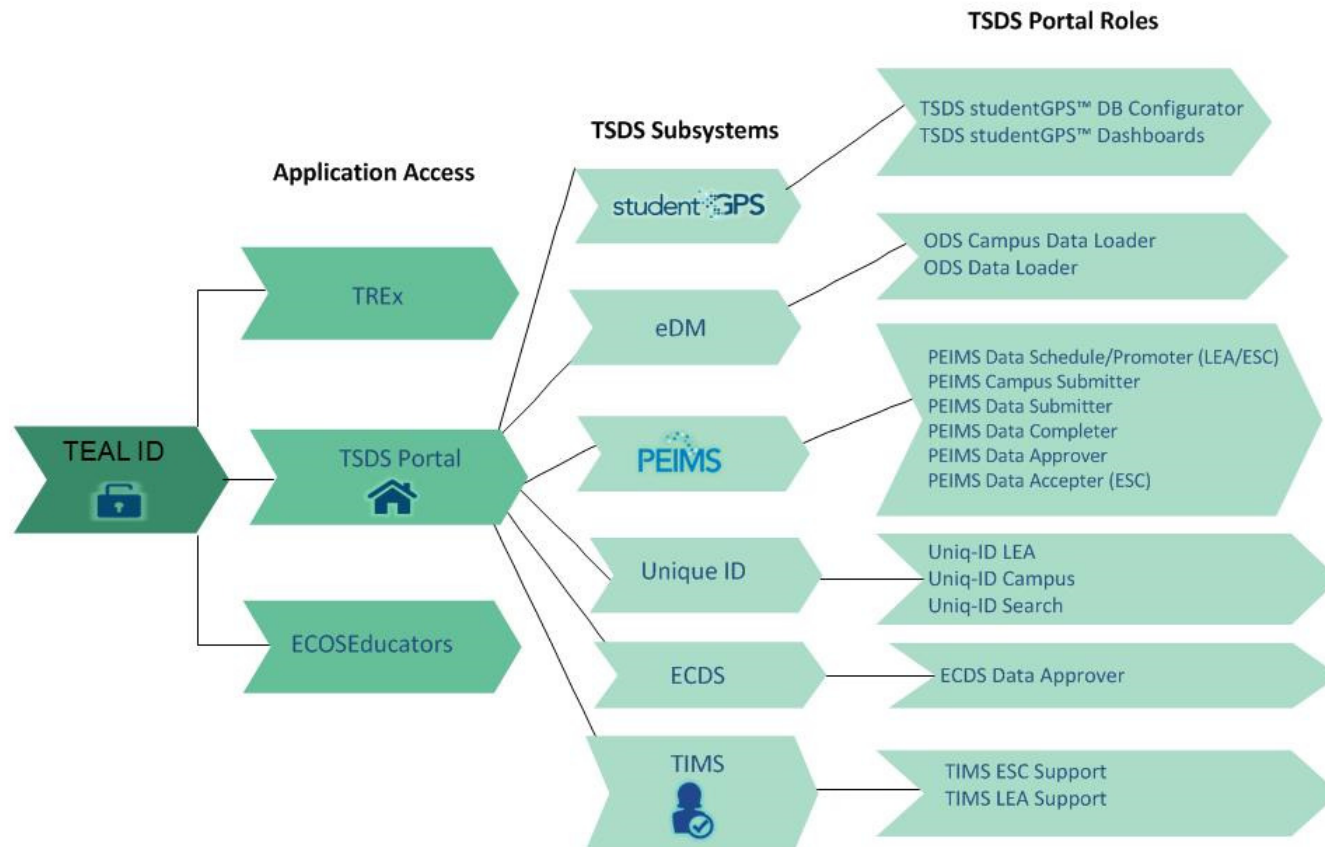 TSDS Portal Roles
TSDS Subsystems
Application Access
TEAL ID
TREx
TSDS Portal
ECOSEducators
student GPS
eDM
PEIMS
Unique ID
ECDS
TIMS
TSDS studentGPS™ DB Configurator
TSDS studentGPS™ Dashboards
ODS Campus Data Loader
ODS Data Loader
PEIMS Data Schedule/Promoter (LEA/ESC)
PEIMS Campus Submitter
PEIMS Data Submitter
PEIMS Data Completer
PEIMS Data Approver
PEIMS Data Accepter (ESC)
Uniq-ID LEA
Uniq-ID Campus
Uniq-ID Search
ECDS Data Approver
TIMS ESC Support
TIMS LEA Support